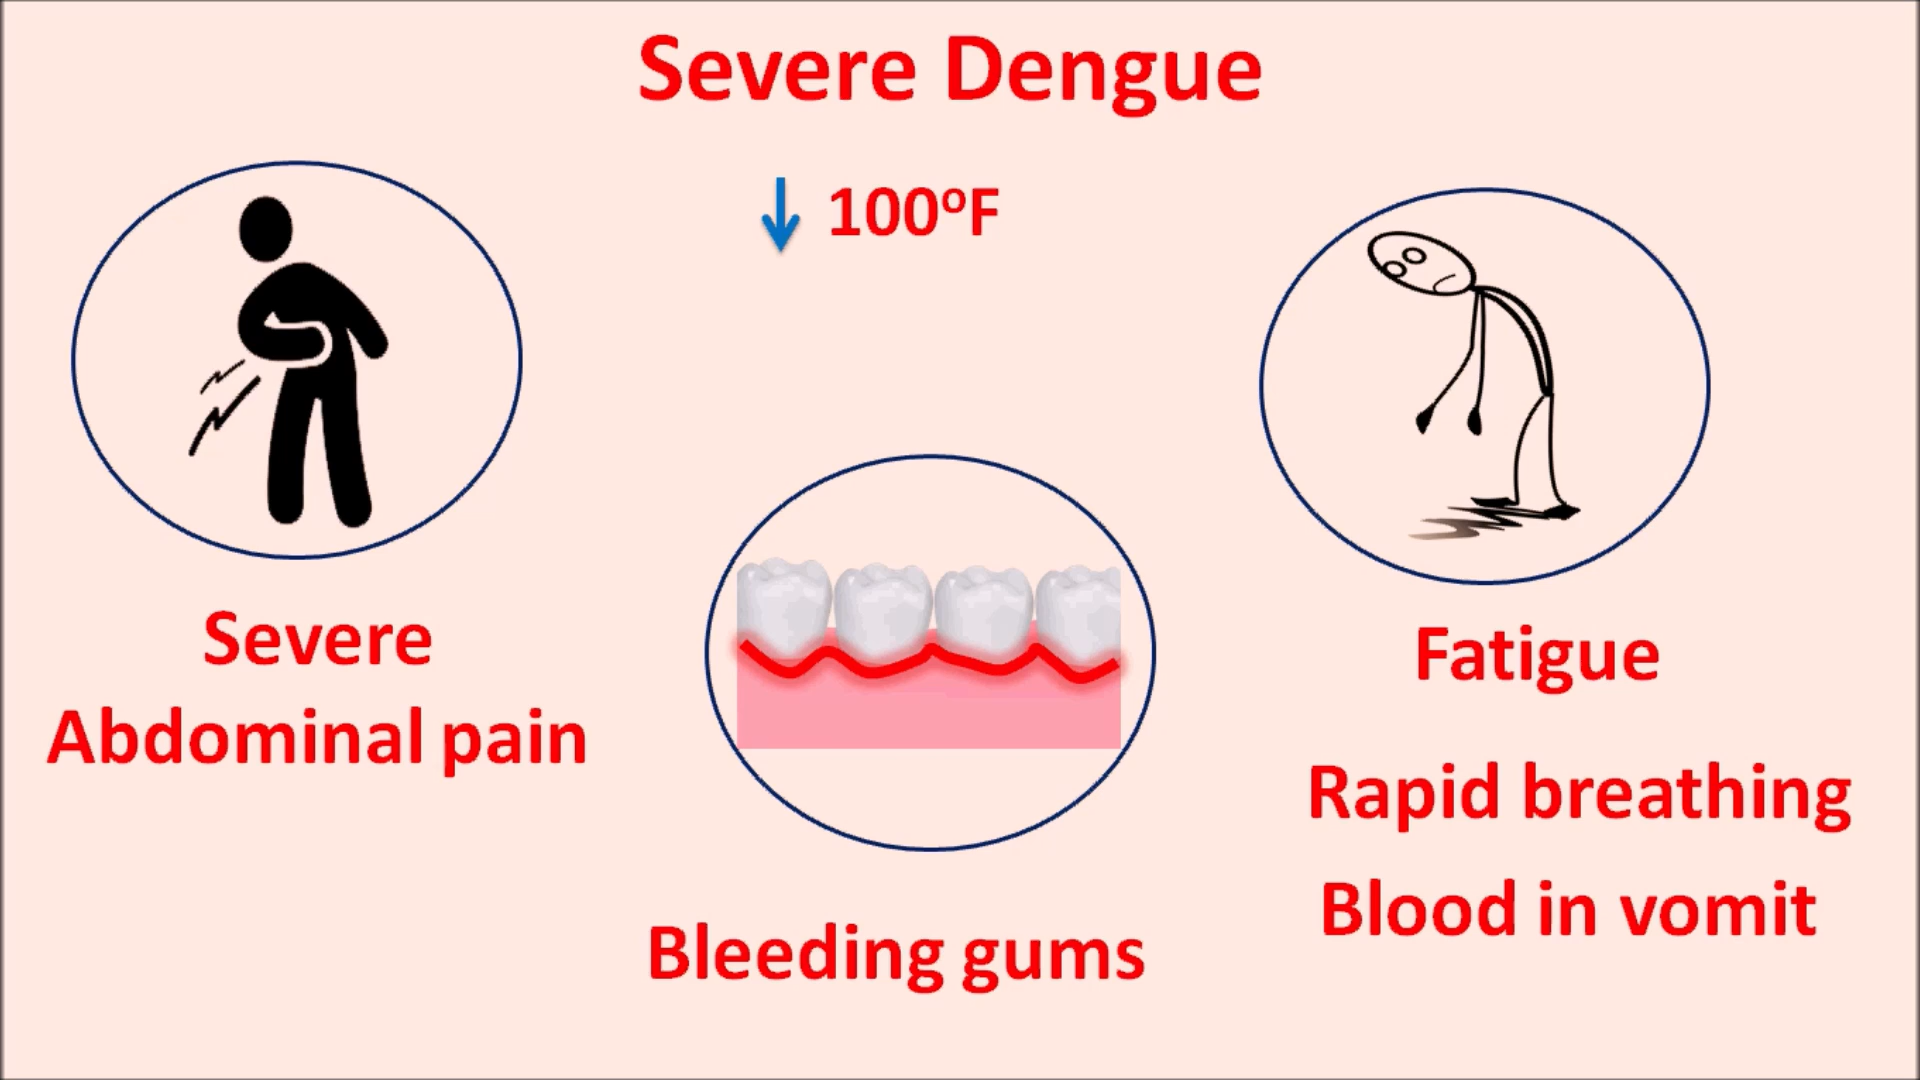 Severe Dengue
↓ 100°F
Severe
Abdominal pain
Bleeding gums
Fatigue
Rapid breathing
Blood in vomit